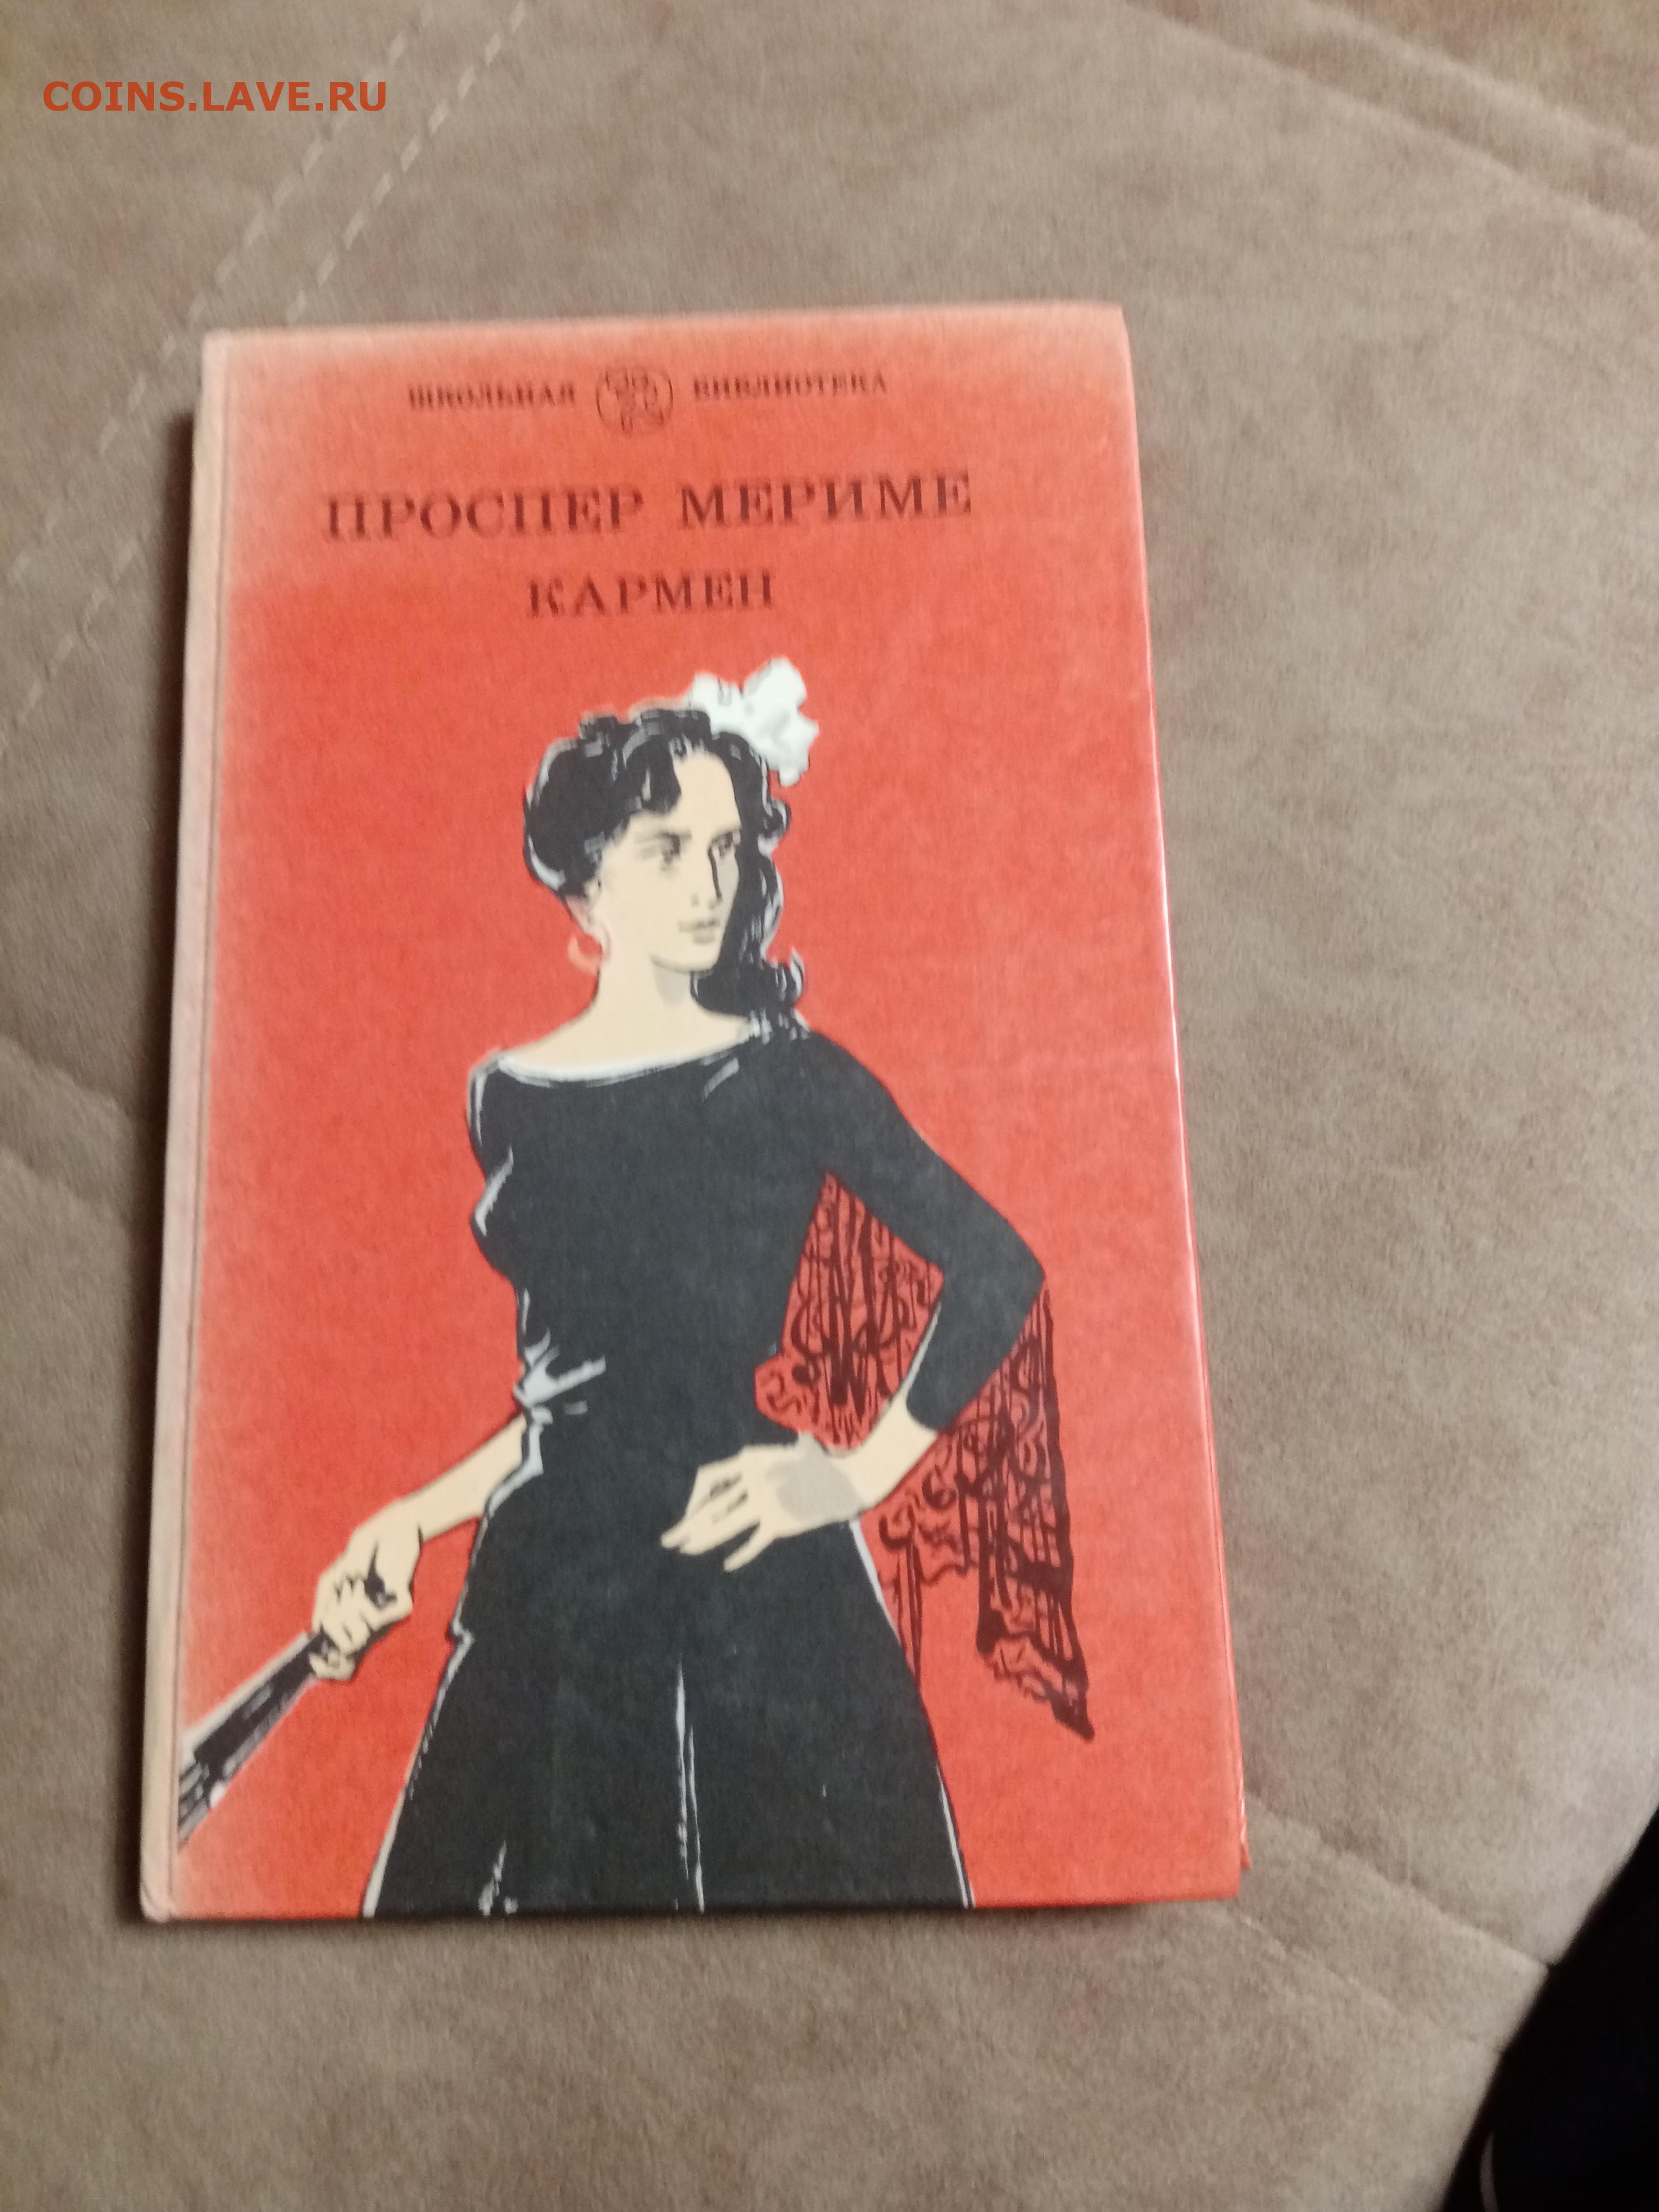 COINS.LAVE.RU
ШКОЛЬНАЯ БИБЛИОТЕКА
ПРОСПЕР МЕРИМЕ
КАРМЕН